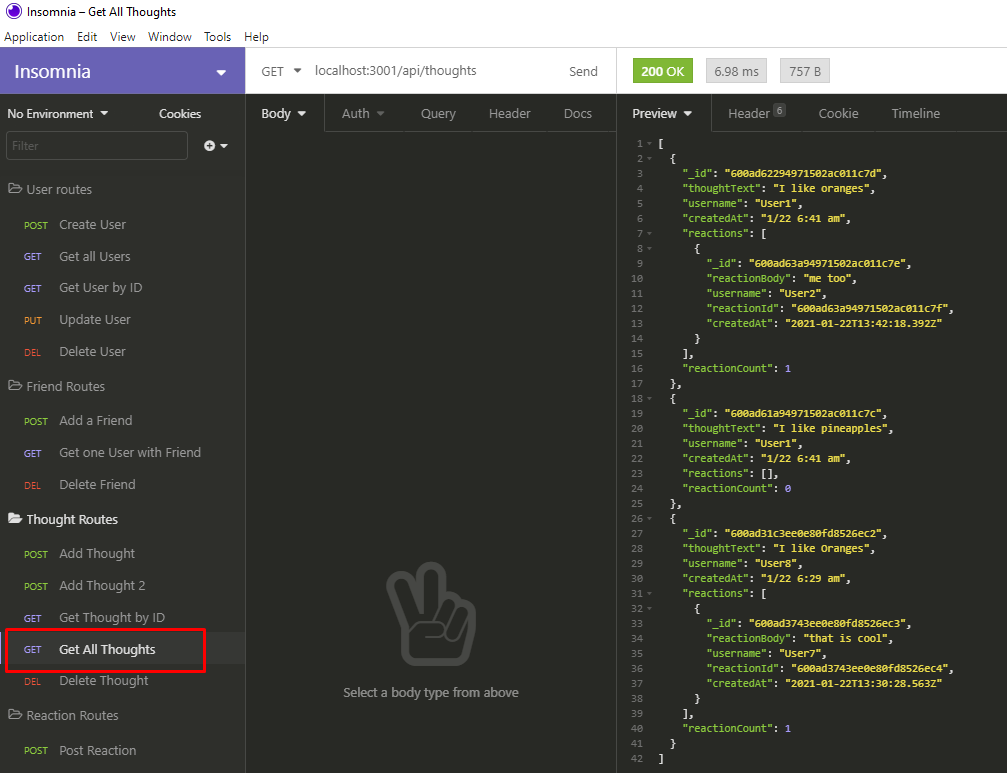 Insomnia – Get All Thoughts
Application Edit View Window Tools Help
Insomnia
GET localhost:3001/api/thoughts Send
200 OK 6.98 ms 757 B
No Environment Cookies
Filter
User routes
POST Create User
GET Get all Users
GET Get User by ID
PUT Update User
DEL Delete User
Friend Routes
POST Add a Friend
GET Get one User with Friend
DEL Delete Friend
Thought Routes
POST Add Thought
POST Add Thought 2
GET Get Thought by ID
GET Get All Thoughts
DEL Delete Thought
Reaction Routes
POST Post Reaction
Body Auth Query Header Docs
Select a body type from above
Preview Header 6 Cookie Timeline
1 [
2 {
3 "_id": "600ad62294971502ac011c7d",
4 "thoughtText": "I like oranges",
5 "username": "User1",
6 "createdAt": "1/22 6:41 am",
7 "reactions": [
8 {
9 "_id": "600ad63a94971502ac011c7e",
10 "reactionBody": "me too",
11 "username": "User2",
12 "reactionId": "600ad63a94971502ac011c7f",
13 "createdAt": "2021-01-22T13:42:18.392Z"
14 }
15 ],
16 "reactionCount": 1
17 },
18 {
19 "_id": "600ad61a94971502ac011c7c",
20 "thoughtText": "I like pineapples",
21 "username": "User1",
22 "createdAt": "1/22 6:41 am",
23 "reactions": [],
24 "reactionCount": 0
25 },
26 {
27 "_id": "600ad31c3ee0e80fd8526ec2",
28 "thoughtText": "I like Oranges",
29 "username": "User8",
30 "createdAt": "1/22 6:29 am",
31 "reactions": [
32 {
33 "_id": "600ad3743ee0e80fd8526ec3",
34 "reactionBody": "that is cool",
35 "username": "User7",
36 "reactionId": "600ad3743ee0e80fd8526ec4",
37 "createdAt": "2021-01-22T13:30:28.563Z"
38 }
39 ],
40 "reactionCount": 1
41 }
42 ]